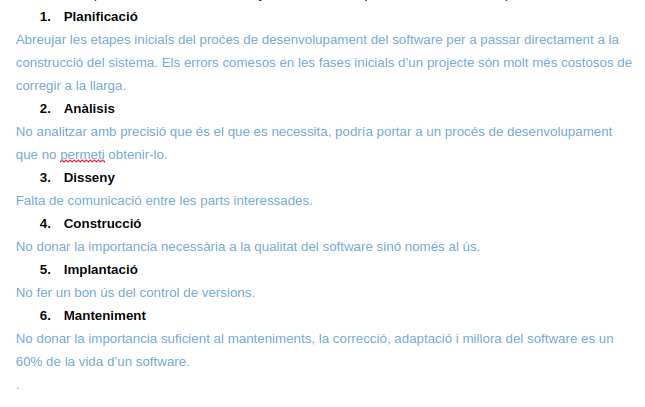 1. Planificació
Abreujar les etapes inicials del proćes de desenvolupament del software per a passar directament a la
construcció del sistema. Els errors comesos en les fases inicials d'un projecte són molt més costosos de
corregir a la llarga.
2. Anàlisis
No analitzar amb precisió que és el que es necessita, podría portar a un procés de desenvolupament
que no permeti obtenir-lo.
3. Disseny
Falta de comunicació entre les parts interessades.
4. Construcció
No donar la importancia necessària a la qualitat del software sinó només al ús.
5. Implantació
No fer un bon ús del control de versions.
6. Manteniment
No donar la importancia suficient al manteniments, la correcció, adaptació i millora del software es un
60% de la vida d'un software.
.